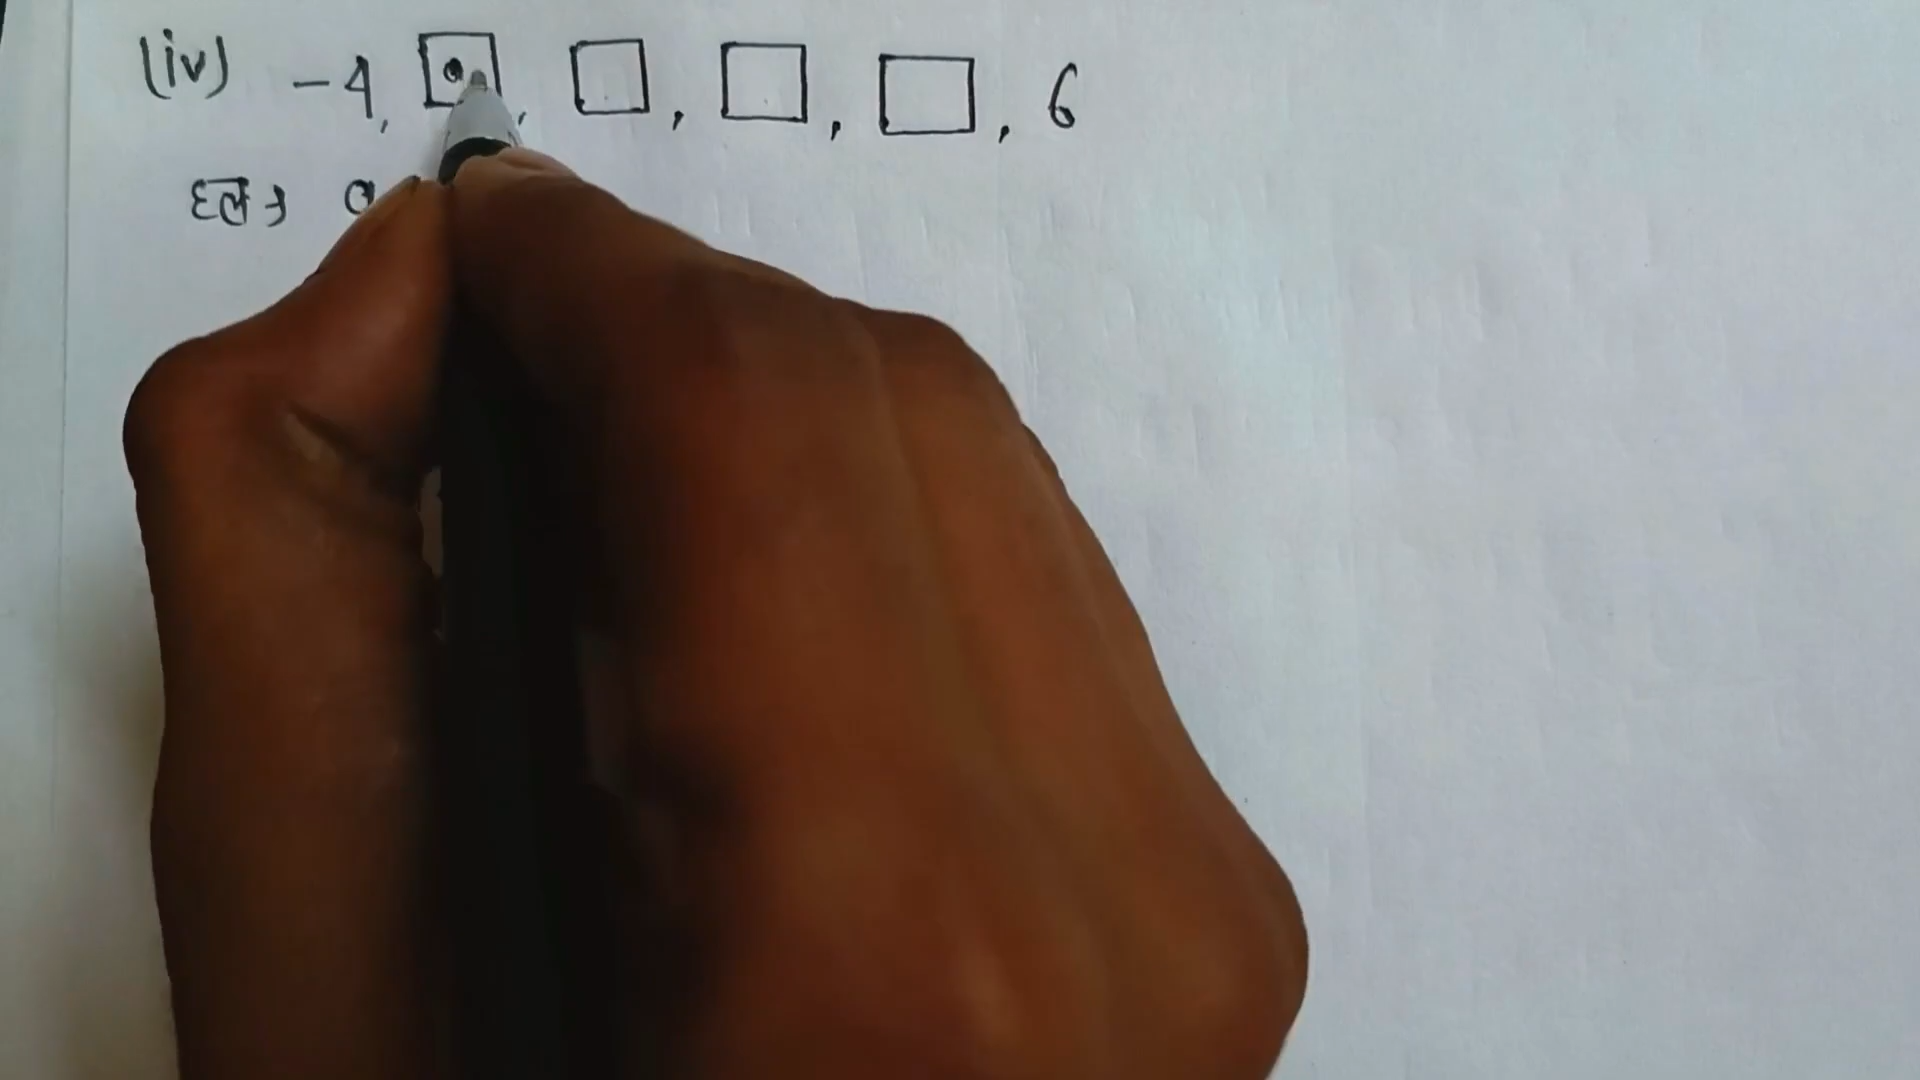 (iv) -4, □, □, □, □, 6
हल: a